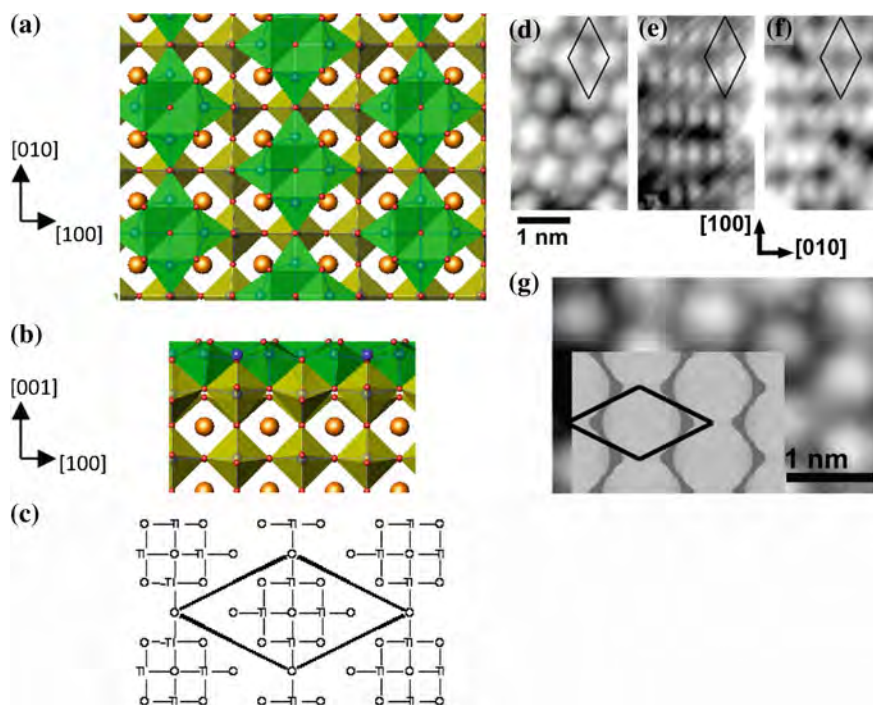 (a)
[010]
[100]
(b)
[001]
[100]
(c)
(d)
(e)
(f)
1 nm
[100]
[010]
(g)
1 nm